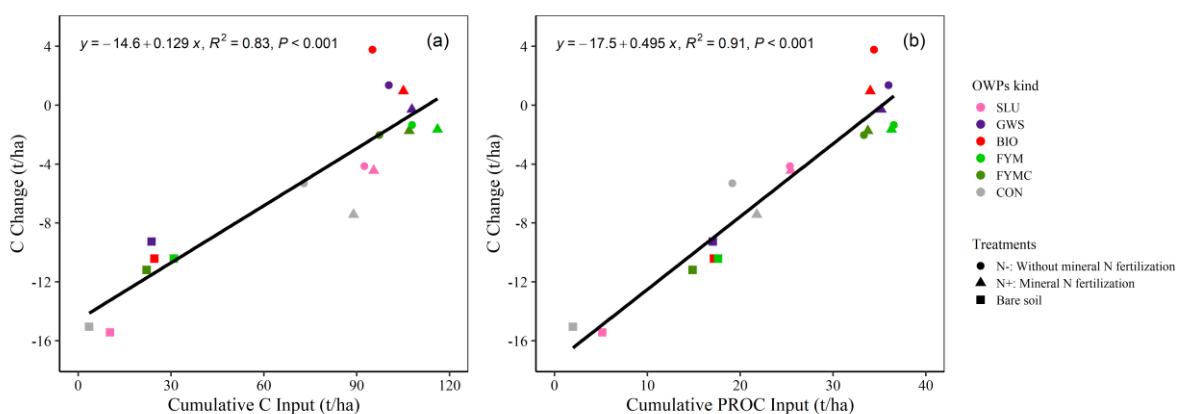 y = −14.6 + 0.129 x, R² = 0.83, P < 0.001
(a)
4
0
-4
-8
-12
-16
C Change (t/ha)
0 30 60 90 120
Cumulative C Input (t/ha)
y = −17.5 + 0.495 x, R² = 0.91, P < 0.001
(b)
4
0
-4
-8
-12
-16
C Change (t/ha)
0 10 20 30 40
Cumulative PROC Input (t/ha)
OWPs kind
SLU
GWS
BIO
FYM
FYMC
CON
Treatments
N-: Without mineral N fertilization
N+: Mineral N fertilization
Bare soil